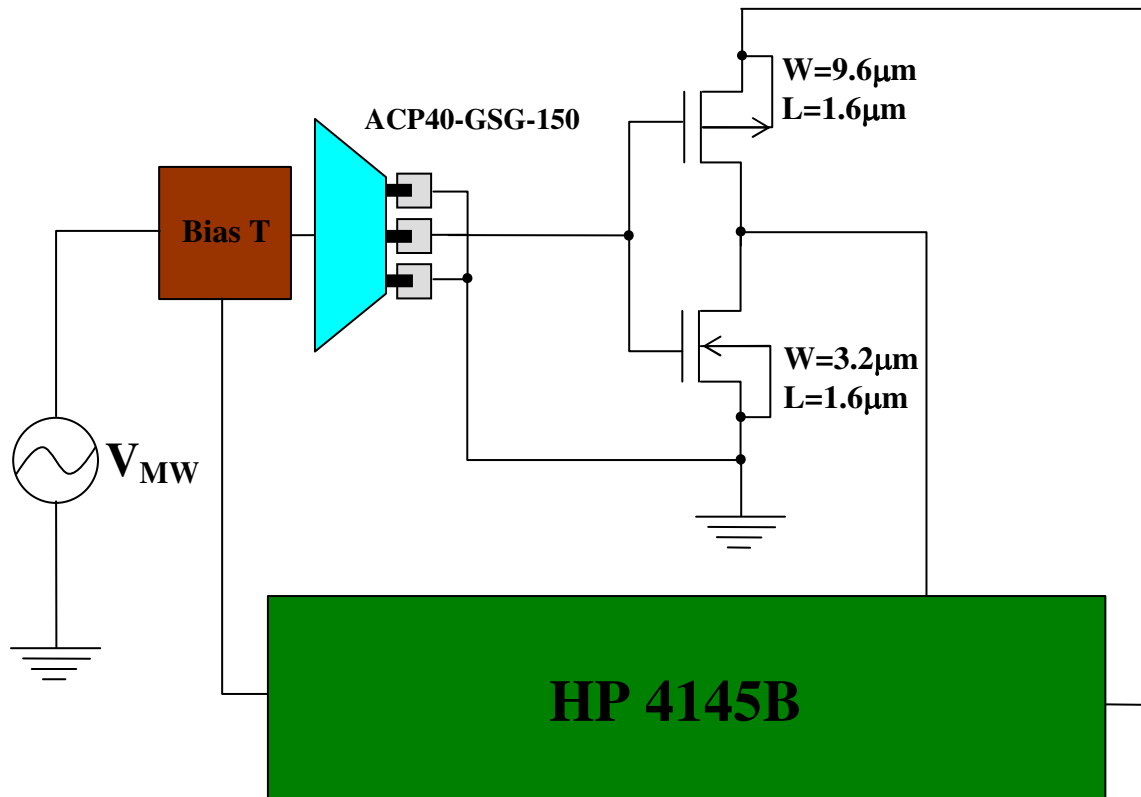 W=9.6μm
L=1.6μm
ACP40-GSG-150
Bias T
W=3.2μm
L=1.6μm
VMW
HP 4145B